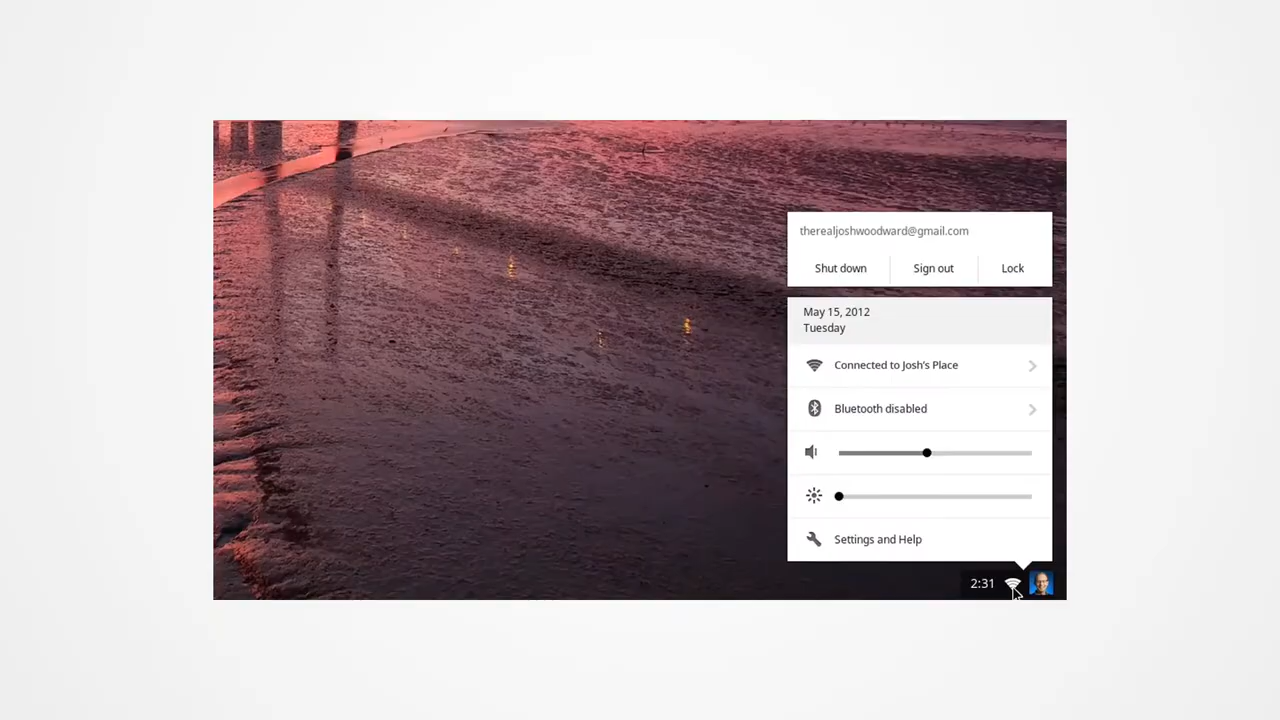 therealjoshwoodward@gmail.com
Shut down
Sign out
Lock
May 15, 2012
Tuesday
Connected to Josh's Place
Bluetooth disabled
Settings and Help
2:31